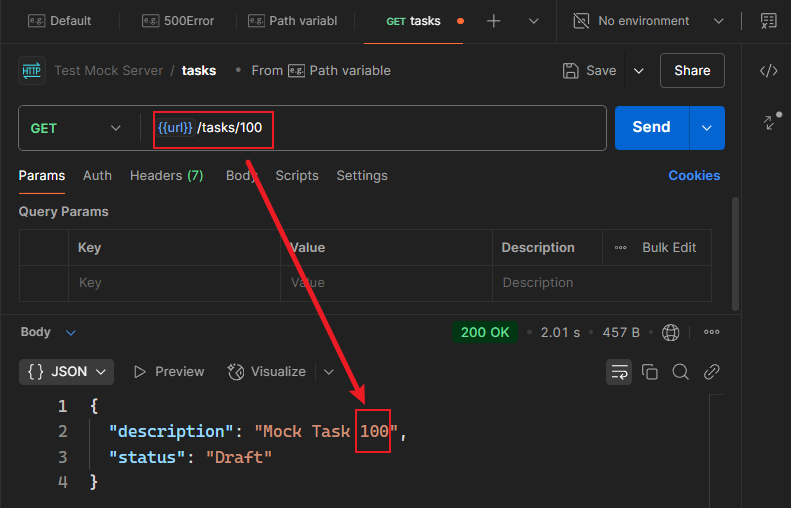 e.g. Default e.g. 500Error e.g. Path variabl GET tasks No environment
HTTP Test Mock Server / tasks From e.g. Path variable Save Share
GET {{url}} /tasks/100 Send
Params Auth Headers (7) Body Scripts Settings Cookies
Query Params
Key Value Description Bulk Edit
Key Value Description
Body 200 OK 2.01 s 457 B
{} JSON Preview Visualize
1 {
2 "description": "Mock Task 100",
3 "status": "Draft"
4 }